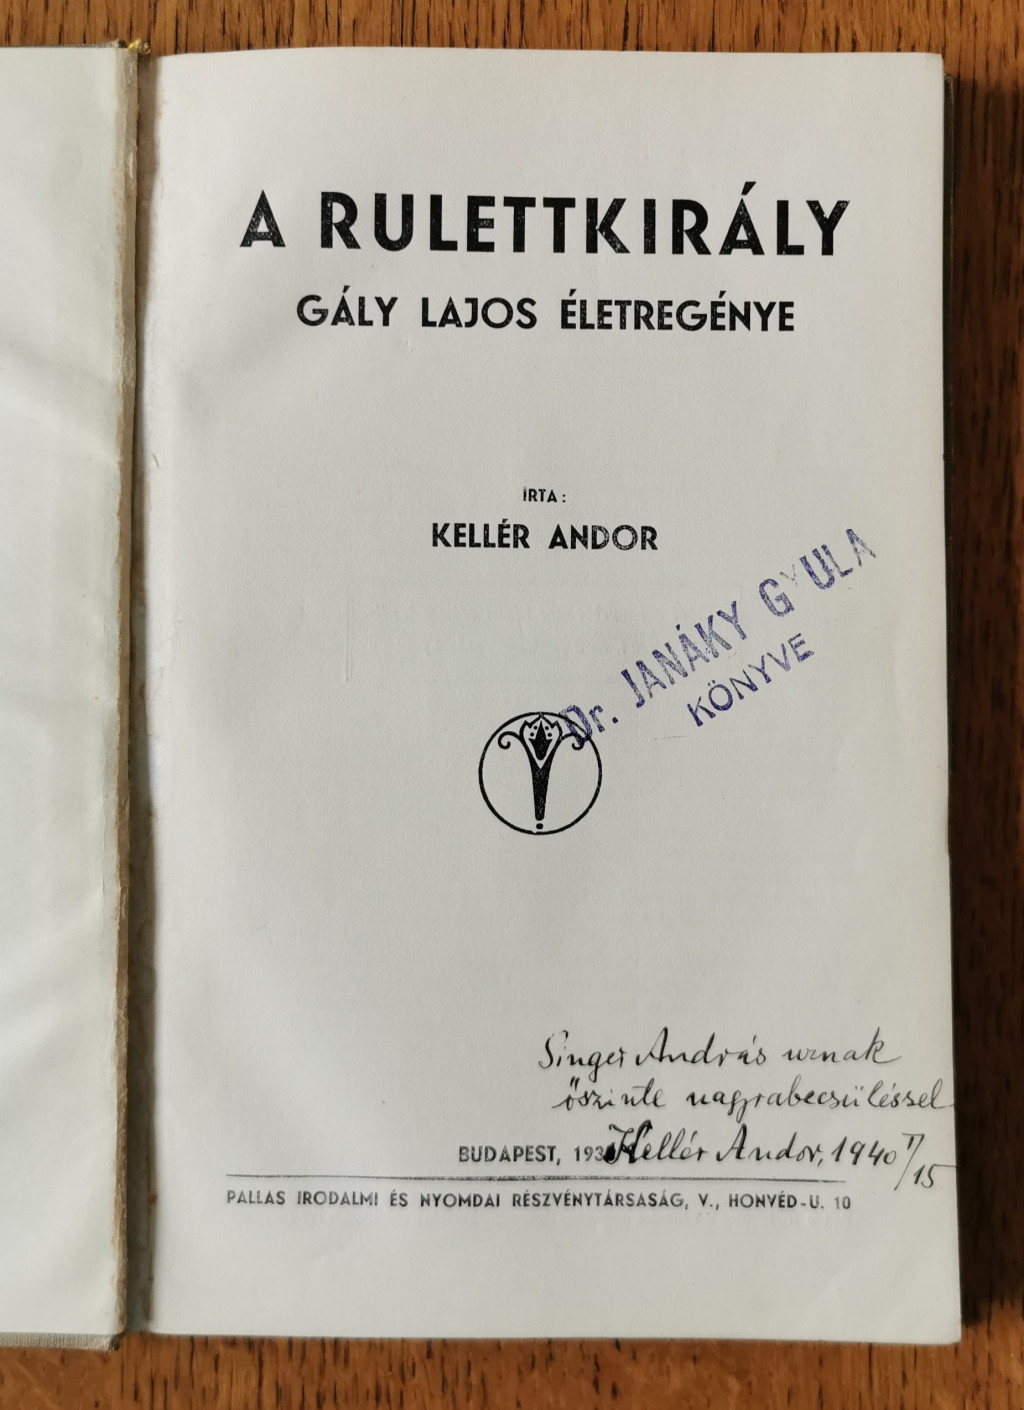 A RULETTKIRÁLY
GÁLY LAJOS ÉLETREGÉNYE
ÍRTA:
KELLÉR ANDOR
Dr. JANÁKY GYULA
KÖNYVE
Singer András urnak
őszinte nagyrabecsüléssel
Kellér Andor, 1940 /15
BUDAPEST,
PALLAS IRODALMI ÉS NYOMDAI RÉSZVÉNYTÁRSASÁG, V., HONVÉD-U. 10